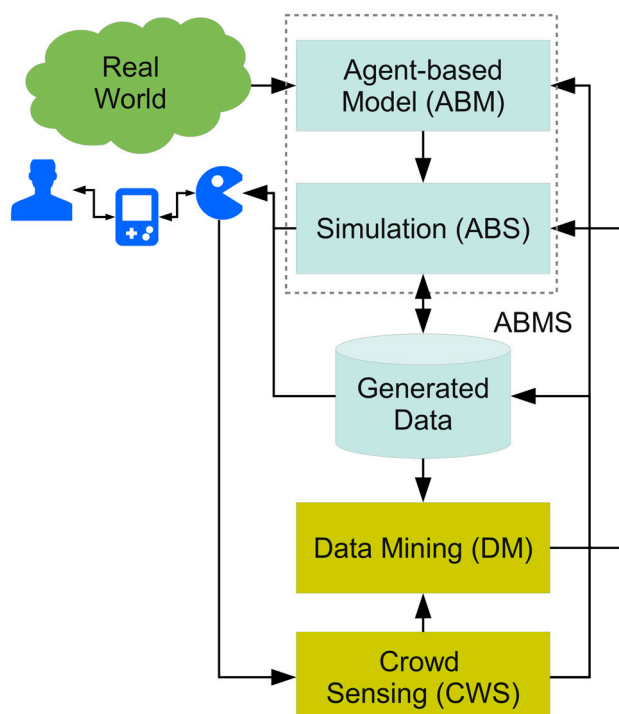 Real
World
Agent-based
Model (ABM)
Simulation (ABS)
ABMS
Generated
Data
Data Mining (DM)
Crowd
Sensing (CWS)